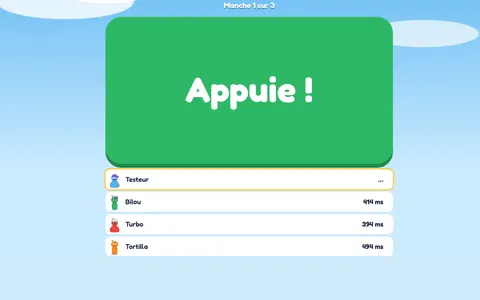 Manche 1 sur 3
Appuie !
Testeur ...
Bilou 414 ms
Turbo 394 ms
Tortilla 494 ms